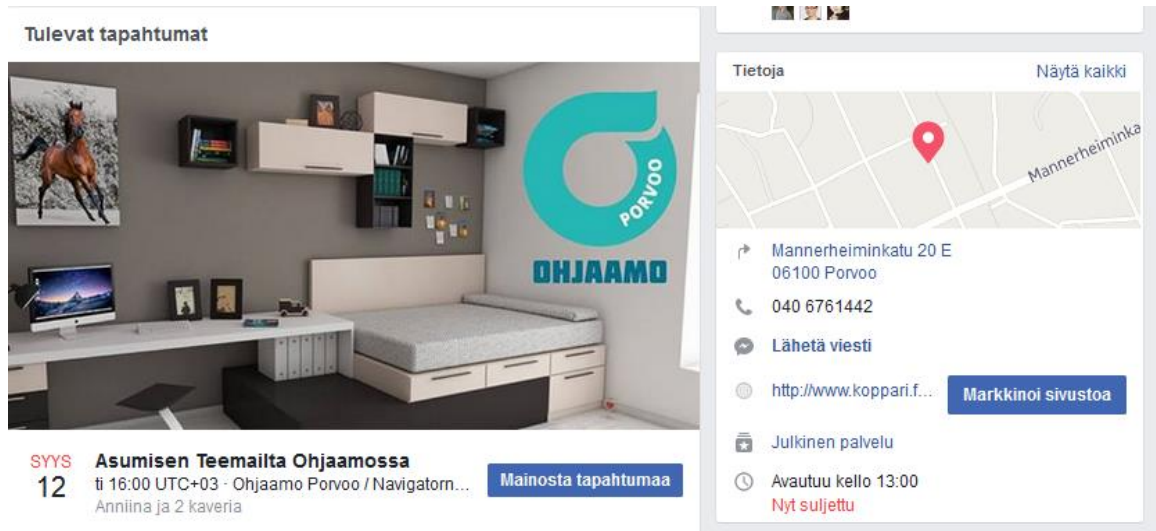 Tulevat tapahtumat
PORVOO
OHJAAMO
SYYS
12
Asumisen Teemailta Ohjaamossa
ti 16:00 UTC+03 · Ohjaamo Porvoo / Navigatorn...
Anniina ja 2 kaveria
Mainosta tapahtumaa
Tietoja
Näytä kaikki
Mannerheiminka
Mannerheiminkatu 20 E
06100 Porvoo
040 6761442
Lähetä viesti
http://www.koppari.f...
Markkinoi sivustoa
Julkinen palvelu
Avautuu kello 13:00
Nyt suljettu